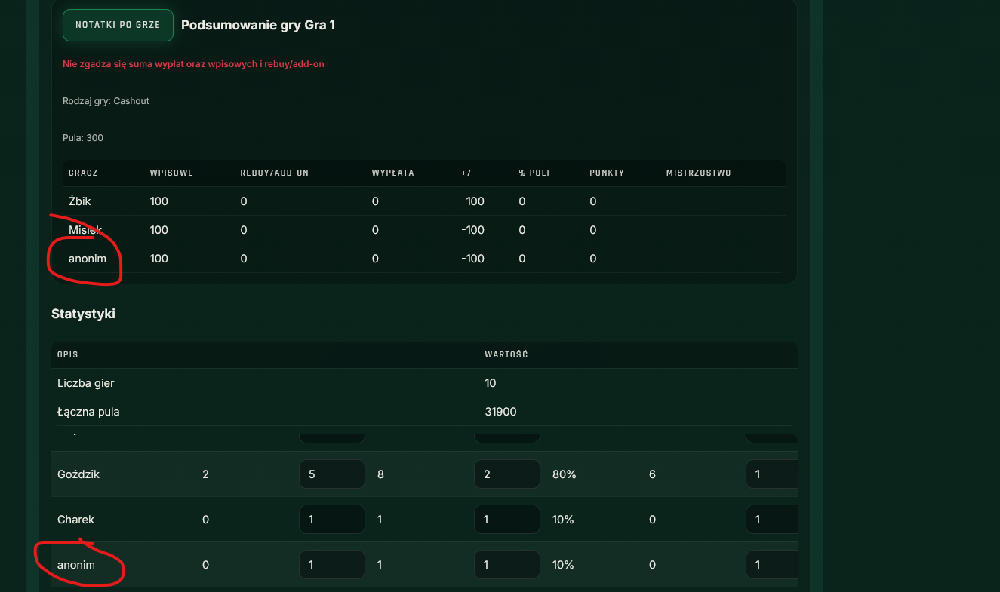 NOTATKI PO GRZE Podsumowanie gry Gra 1
Nie zgadza się suma wypłat oraz wpisowych i rebuy/add-on
Rodzaj gry: Cashout
Pula: 300
GRACZ WPISOWE REBUY/ADD-ON WYPŁATA +/- % PULI PUNKTY MISTRZOSTWO
Żbik 100 0 0 -100 0 0
Misiek 100 0 0 -100 0 0
anonim 100 0 0 -100 0 0
Statystyki
OPIS WARTOŚĆ
Liczba gier 10
Łączna pula 31900
Goździk 2 5 8 2 80% 6 1
Charek 0 1 1 1 10% 0 1
anonim 0 1 1 1 10% 0 1